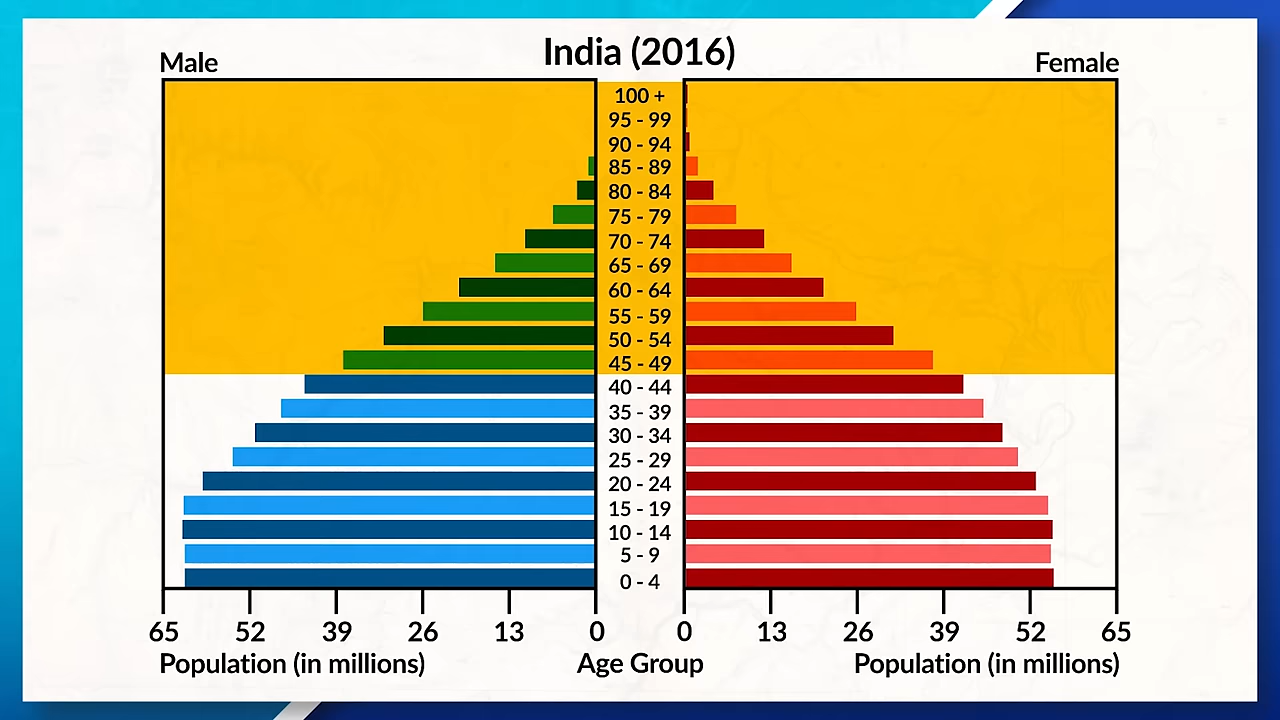 India (2016)
Male
Female
100 +
95 - 99
90 - 94
85 - 89
80 - 84
75 - 79
70 - 74
65 - 69
60 - 64
55 - 59
50 - 54
45 - 49
40 - 44
35 - 39
30 - 34
25 - 29
20 - 24
15 - 19
10 - 14
5 - 9
0 - 4
65 52 39 26 13 0 0 13 26 39 52 65
Population (in millions) Age Group Population (in millions)